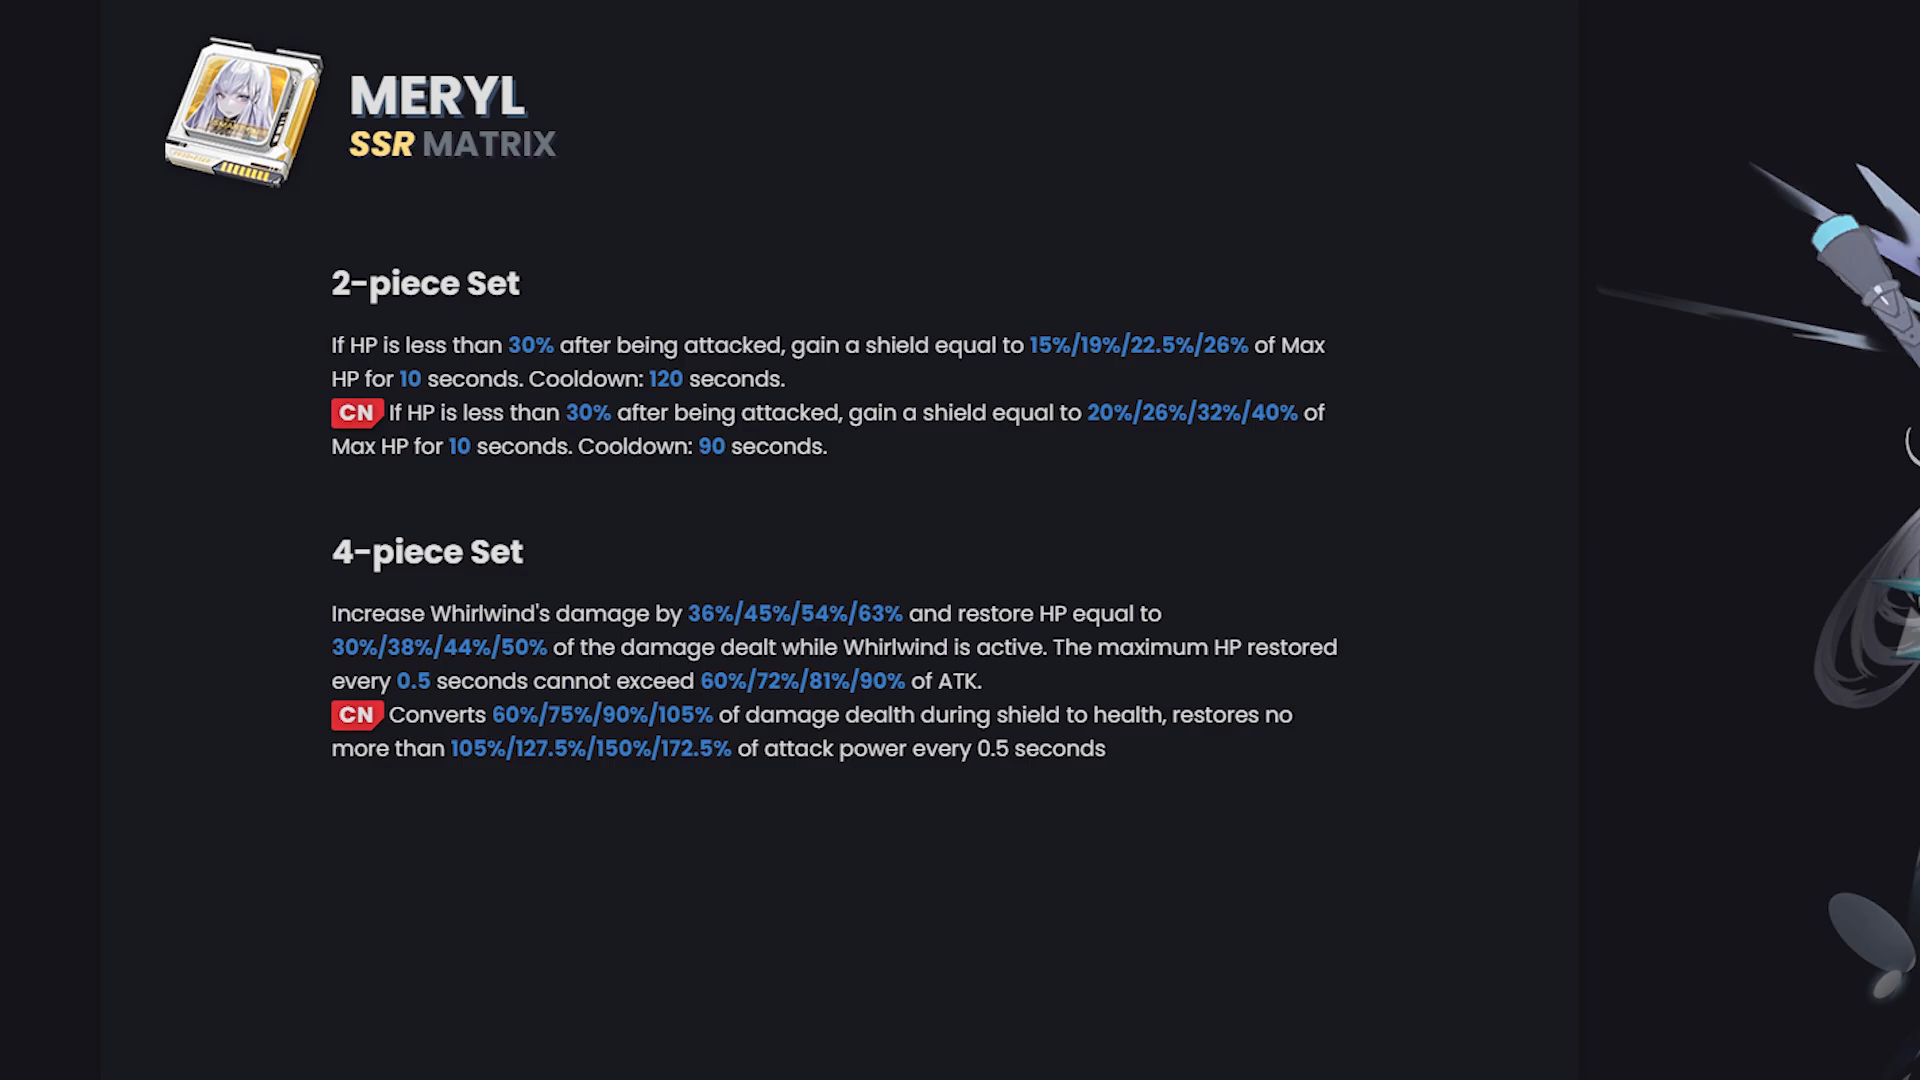 MERYL
SSR MATRIX
2-piece Set
If HP is less than 30% after being attacked, gain a shield equal to 15%/19%/22.5%/26% of Max
HP for 10 seconds. Cooldown: 120 seconds.
CN If HP is less than 30% after being attacked, gain a shield equal to 20%/26%/32%/40% of
Max HP for 10 seconds. Cooldown: 90 seconds.
4-piece Set
Increase Whirlwind's damage by 36%/45%/54%/63% and restore HP equal to
30%/38%/44%/50% of the damage dealt while Whirlwind is active. The maximum HP restored
every 0.5 seconds cannot exceed 60%/72%/81%/90% of ATK.
CN Converts 60%/75%/90%/105% of damage dealth during shield to health, restores no
more than 105%/127.5%/150%/172.5% of attack power every 0.5 seconds